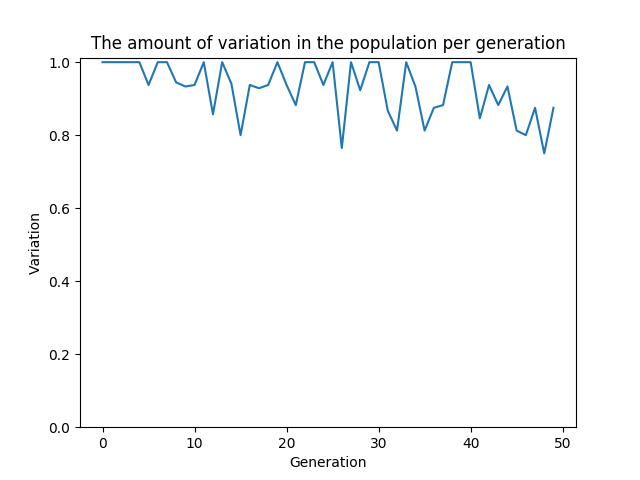 The amount of variation in the population per generation
1.0
0.8
0.6
0.4
0.2
0.0
Variation
0 10 20 30 40 50
Generation